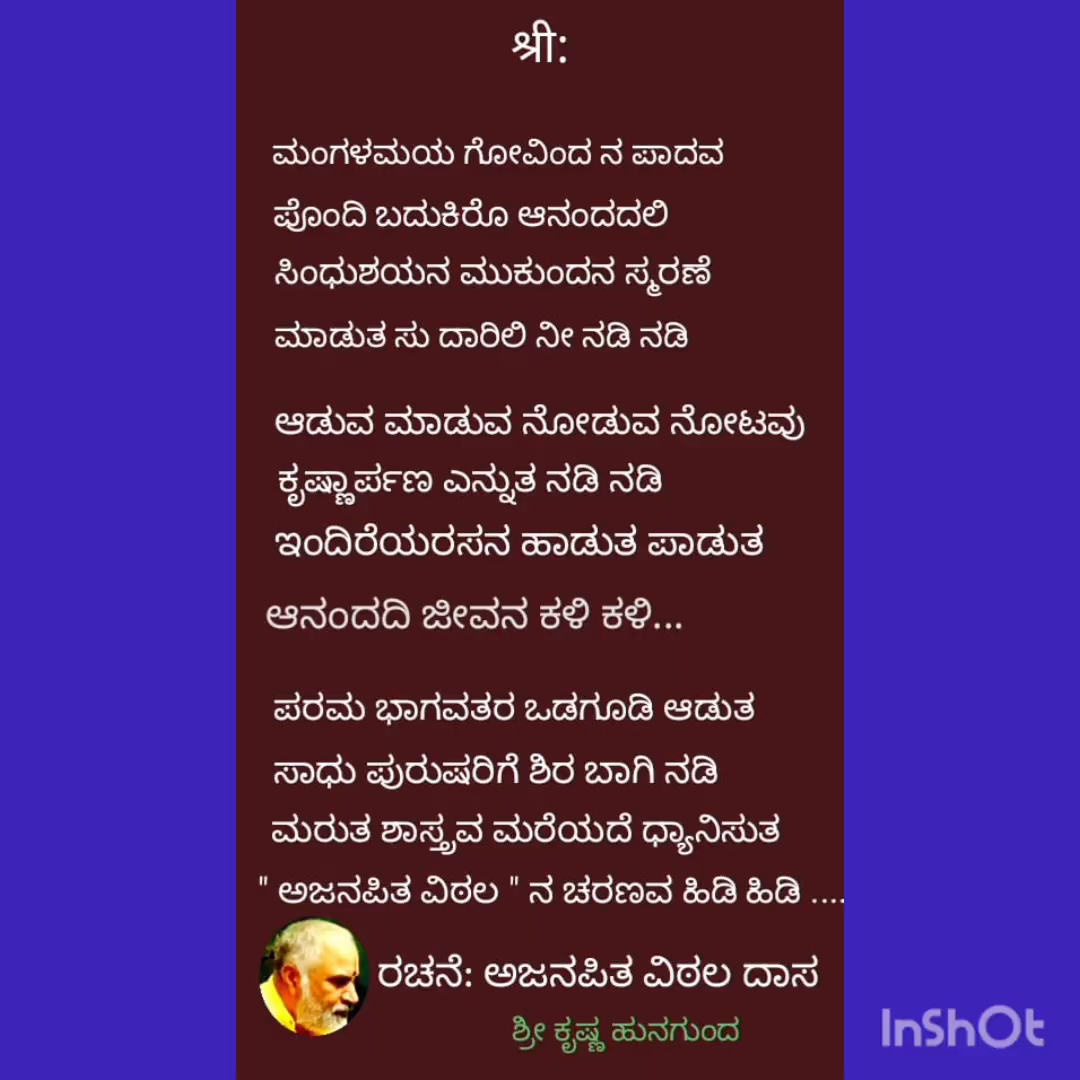 श्री:
ಮಂಗಳಮಯ ಗೋವಿಂದ ನ ಪಾದವ
ಪೊಂದಿ ಬದುಕಿರೊ ಆನಂದದಲಿ
ಸಿಂಧುಶಯನ ಮುಕುಂದನ ಸ್ಮರಣೆ
ಮಾಡುತ ಸು ದಾರಿಲಿ ನೀ ನಡಿ ನಡಿ
ಆಡುವ ಮಾಡುವ ನೋಡುವ ನೋಟವು
ಕೃಷ್ಣಾರ್ಪಣ ಎನ್ನುತ ನಡಿ ನಡಿ
ಇಂದಿರೆಯರಸನ ಹಾಡುತ ಪಾಡುತ
ಆನಂದದಿ ಜೀವನ ಕಳಿ ಕಳಿ...
ಪರಮ ಭಾಗವತರ ಒಡಗೂಡಿ ಆಡುತ
ಸಾಧು ಪುರುಷರಿಗೆ ಶಿರ ಬಾಗಿ ನಡಿ
ಮರುತ ಶಾಸ್ತ್ರವ ಮರೆಯದೆ ಧ್ಯಾನಿಸುತ
" ಅಜನಪಿತ ವಿಠಲ " ನ ಚರಣವ ಹಿಡಿ ಹಿಡಿ ....
ರಚನೆ: ಅಜನಪಿತ ವಿಠಲ ದಾಸ
ಶ್ರೀ ಕೃಷ್ಣ ಹುನಗುಂದ
InShOt